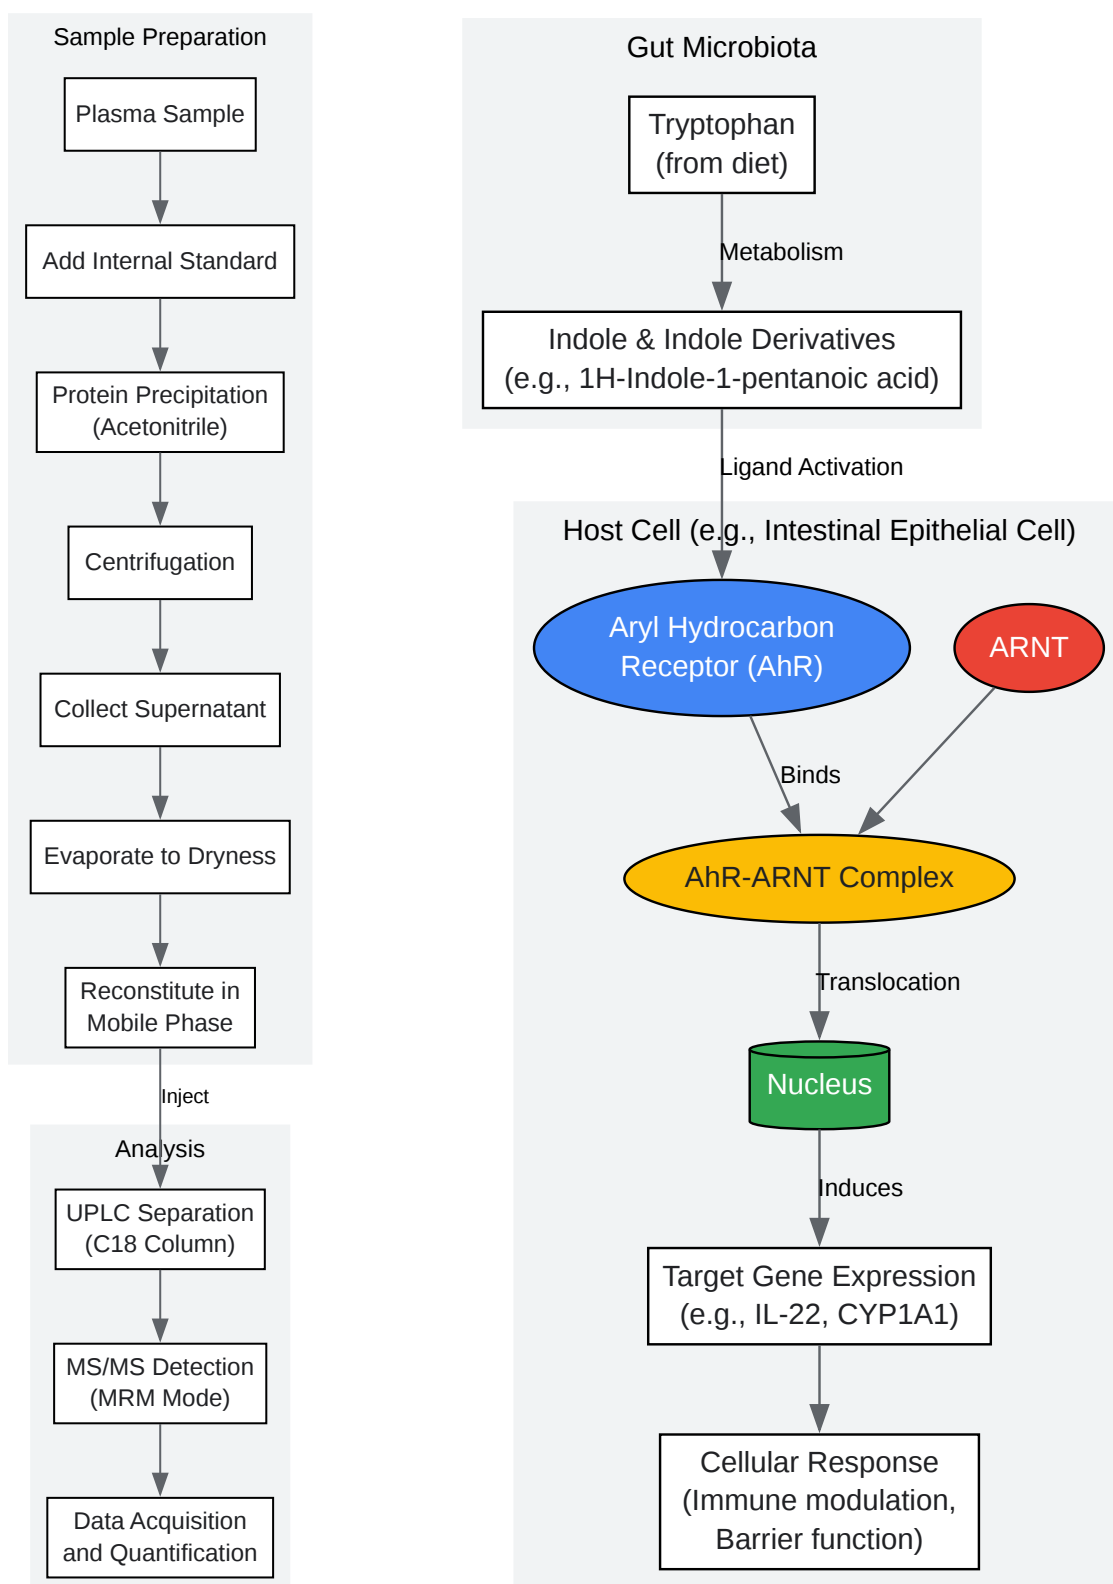 Sample Preparation
Plasma Sample
Add Internal Standard
Protein Precipitation
(Acetonitrile)
Centrifugation
Collect Supernatant
Evaporate to Dryness
Reconstitute in
Mobile Phase
Inject
Analysis
UPLC Separation
(C18 Column)
MS/MS Detection
(MRM Mode)
Data Acquisition
and Quantification
Gut Microbiota
Tryptophan
(from diet)
Metabolism
Indole & Indole Derivatives
(e.g., 1H-Indole-1-pentanoic acid)
Ligand Activation
Host Cell (e.g., Intestinal Epithelial Cell)
Aryl Hydrocarbon
Receptor (AhR)
ARNT
Binds
AhR-ARNT Complex
Translocation
Nucleus
Induces
Target Gene Expression
(e.g., IL-22, CYP1A1)
Cellular Response
(Immune modulation,
Barrier function)